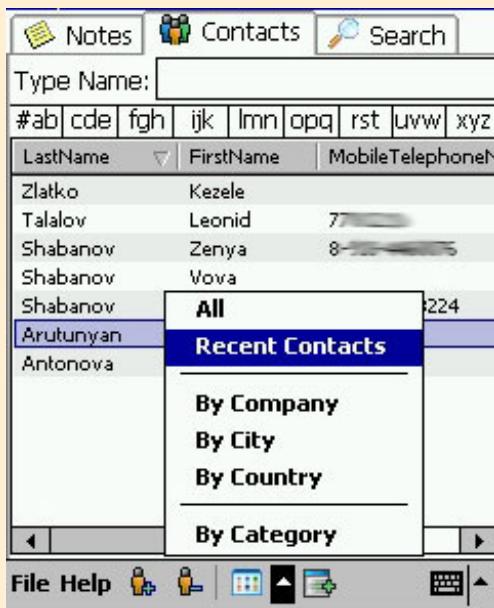 Notes Contacts Search
Type Name:
#ab cde fgh ijk lmn opq rst uvw xyz
LastName FirstName MobileTelephoneN
Zlatko Kezele
Talalov Leonid
Shabanov Zenya
Shabanov Vova
Shabanov 3224
Arutunyan
Antonova
All
Recent Contacts
By Company
By City
By Country
By Category
File Help